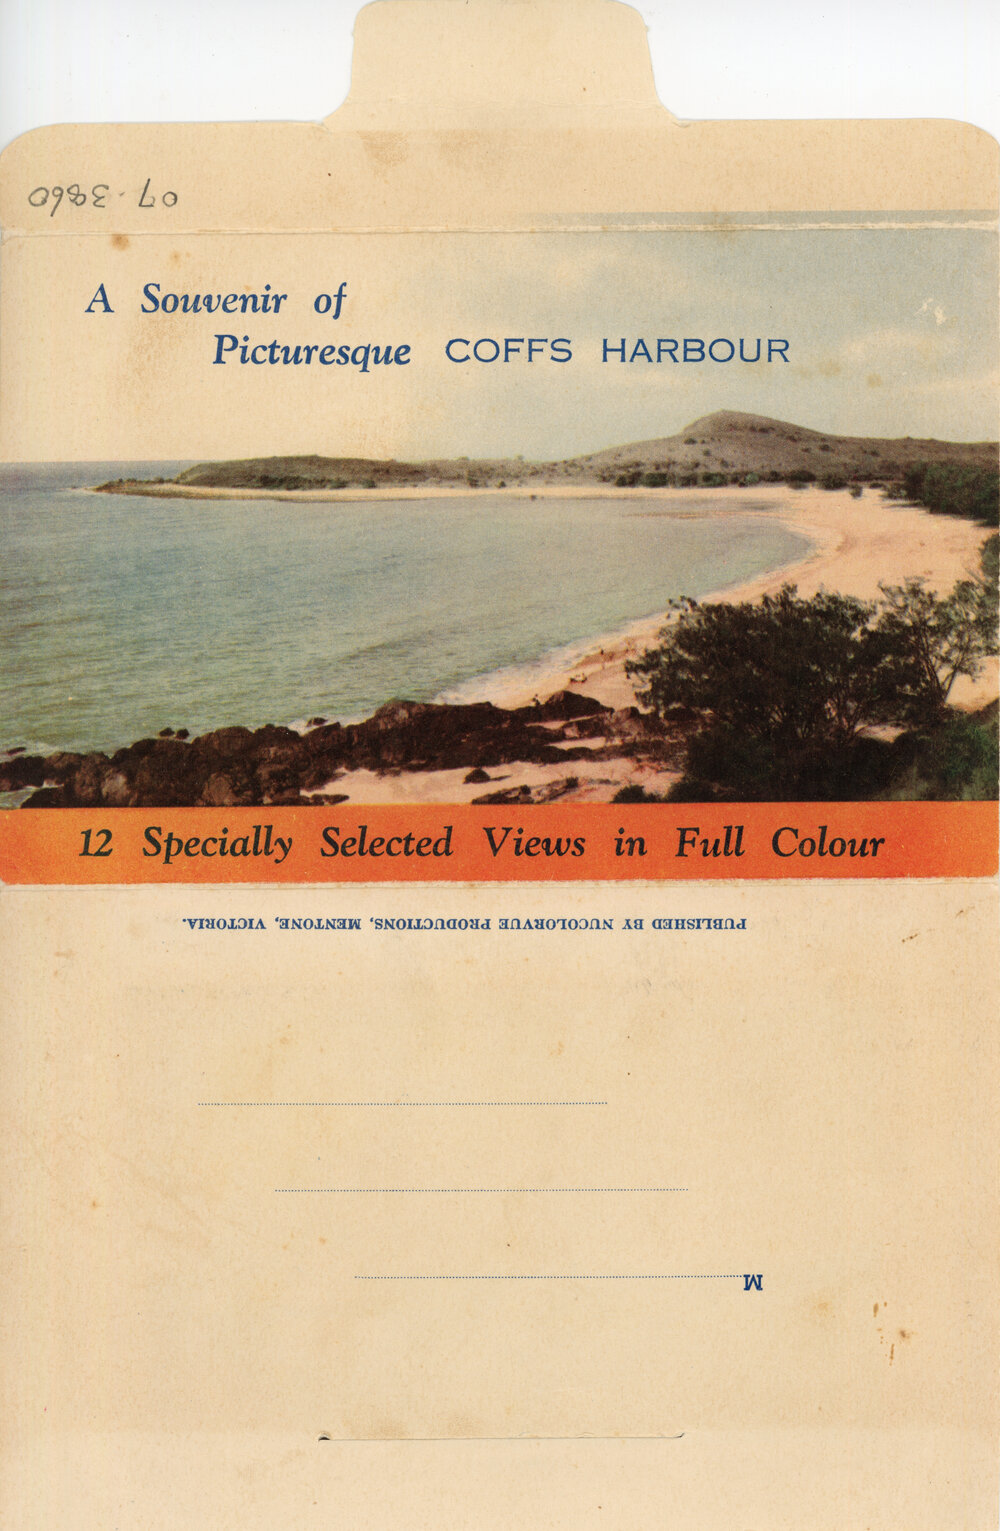 07.3860
A Souvenir of
Picturesque COFFS HARBOUR
12 Specially Selected Views in Full Colour
PUBLISHED BY NUCOLORVUE PRODUCTIONS, MENTONE, VICTORIA.
M